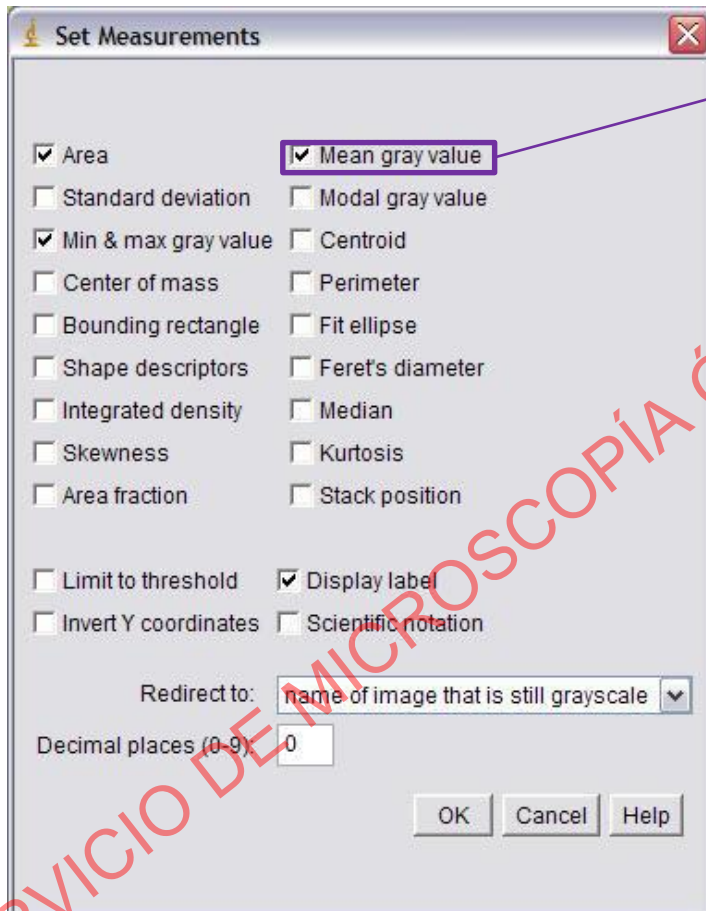 Set Measurements
Area Mean gray value
Standard deviation Modal gray value
Min & max gray value Centroid
Center of mass Perimeter
Bounding rectangle Fit ellipse
Shape descriptors Feret's diameter
Integrated density Median
Skewness Kurtosis
Area fraction Stack position
Limit to threshold Display label
Invert Y coordinates Scientific notation
Redirect to: name of image that is still grayscale
Decimal places (0-9): 0
OK Cancel Help
RVICIO DE MICROSCOPÍA Ó